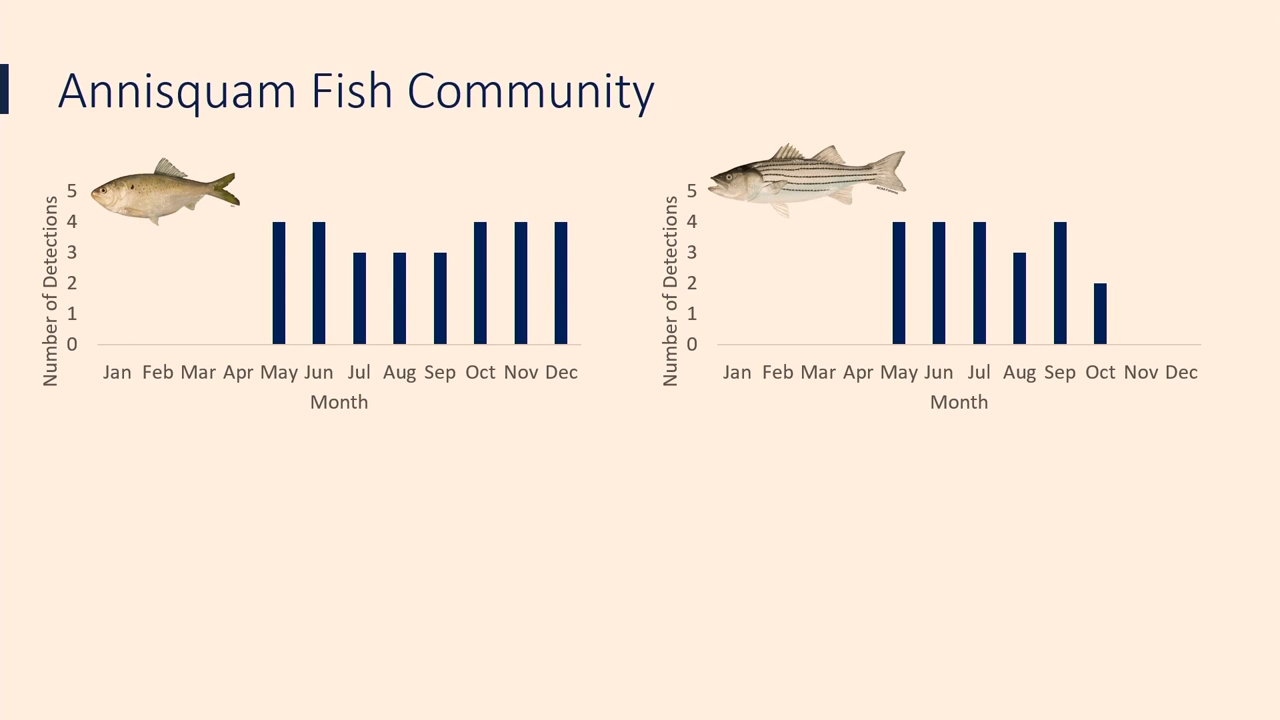 Annisquam Fish Community
Number of Detections
5
4
3
2
1
0
Jan Feb Mar Apr May Jun Jul Aug Sep Oct Nov Dec
Month
Number of Detections
5
4
3
2
1
0
Jan Feb Mar Apr May Jun Jul Aug Sep Oct Nov Dec
Month